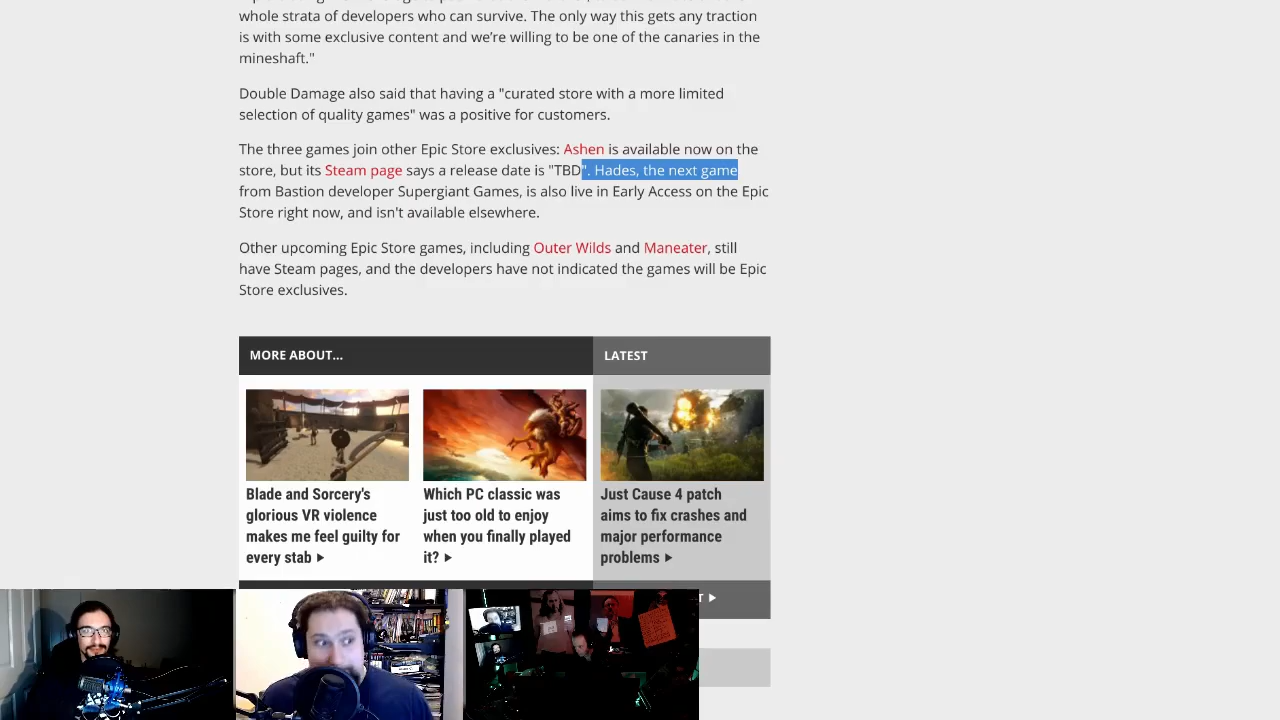 whole strata of developers who can survive. The only way this gets any traction
is with some exclusive content and we're willing to be one of the canaries in the
mineshaft."
Double Damage also said that having a "curated store with a more limited
selection of quality games" was a positive for customers.
The three games join other Epic Store exclusives: Ashen is available now on the
store, but its Steam page says a release date is "TBD". Hades, the next game
from Bastion developer Supergiant Games, is also live in Early Access on the Epic
Store right now, and isn't available elsewhere.
Other upcoming Epic Store games, including Outer Wilds and Maneater, still
have Steam pages, and the developers have not indicated the games will be Epic
Store exclusives.
MORE ABOUT...
LATEST
Blade and Sorcery's
glorious VR violence
makes me feel guilty for
every stab ▶
Which PC classic was
just too old to enjoy
when you finally played
it? ▶
Just Cause 4 patch
aims to fix crashes and
major performance
problems ▶